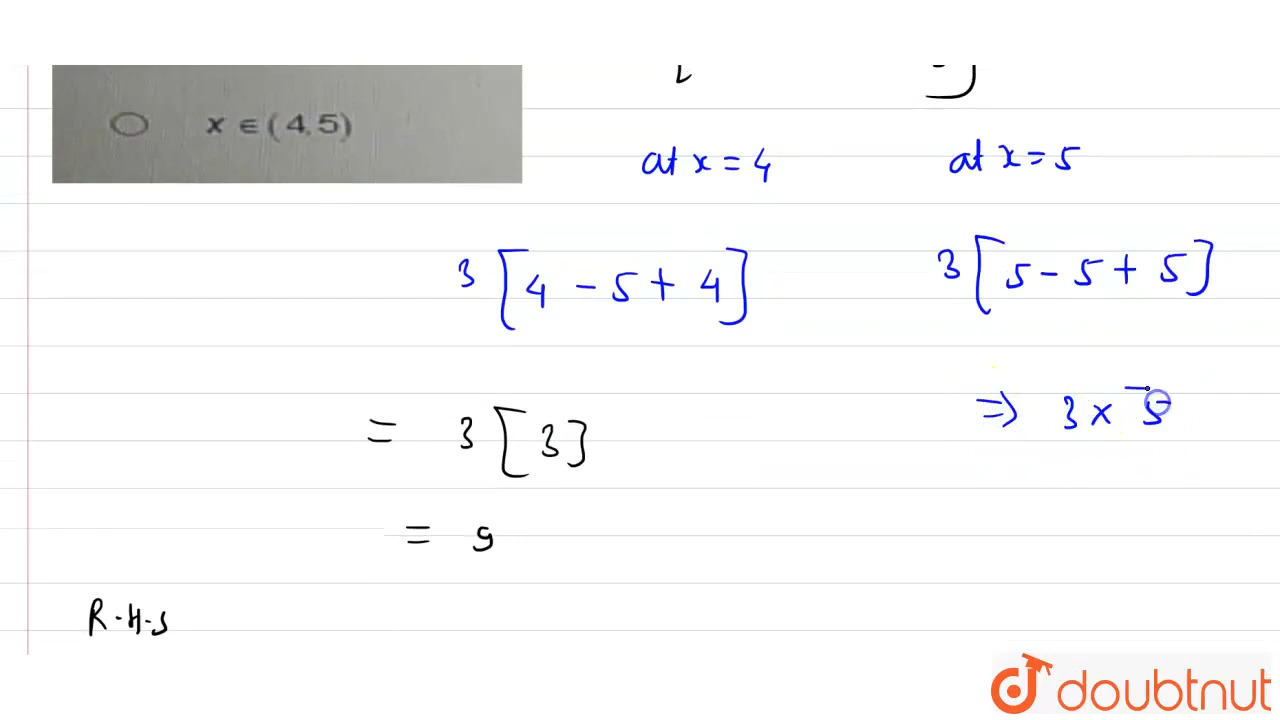 x ∈ ( 4, 5 )
at x = 4
at x = 5
3 [ 4 - 5 + 4 ]
3 [ 5 - 5 + 5 ]
⇒ 3 × 5
= 3 [ 3 ]
= 9
R-H-S
doubtnut